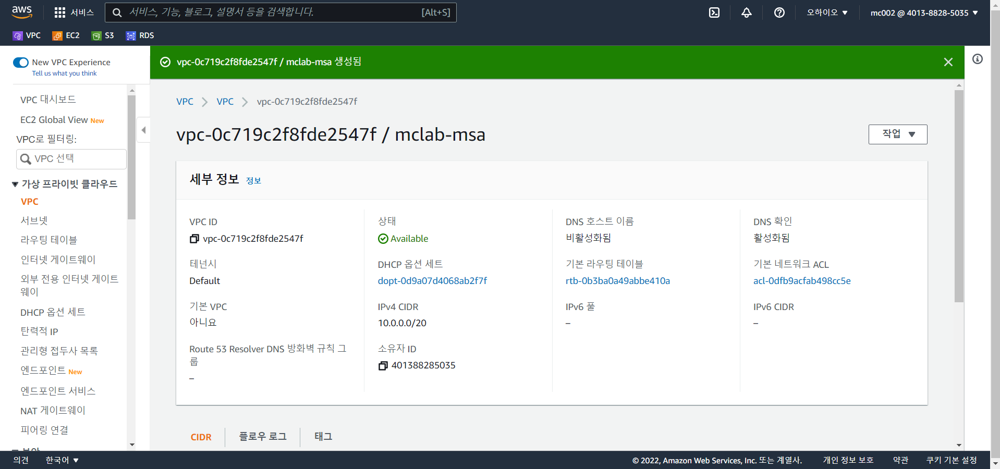 aws
서비스
서비스, 기능, 블로그, 설명서 등을 검색합니다.
[Alt+S]
오하이오 ▼
mc002 @ 4013-8828-5035 ▼
VPC
EC2
S3
RDS
New VPC Experience
Tell us what you think
VPC 대시보드
EC2 Global View New
VPC로 필터링:
VPC 선택
가상 프라이빗 클라우드
VPC
서브넷
라우팅 테이블
인터넷 게이트웨이
외부 전용 인터넷 게이트
웨이
DHCP 옵션 세트
탄력적 IP
관리형 접두사 목록
엔드포인트 New
엔드포인트 서비스
NAT 게이트웨이
피어링 연결
vpc-0c719c2f8fde2547f / mclab-msa 생성됨
VPC
VPC
vpc-0c719c2f8fde2547f
vpc-0c719c2f8fde2547f / mclab-msa
작업 ▼
세부 정보 정보
VPC ID
vpc-0c719c2f8fde2547f
상태
Available
DNS 호스트 이름
비활성화됨
DNS 확인
활성화됨
테넌시
Default
DHCP 옵션 세트
dopt-0d9a07d4068ab2f7f
기본 라우팅 테이블
rtb-0b3ba0a49abbe410a
기본 네트워크 ACL
acl-0dfb9acfab498cc5e
기본 VPC
아니요
IPv4 CIDR
10.0.0.0/20
IPv6 풀
–
IPv6 CIDR
–
Route 53 Resolver DNS 방화벽 규칙 그
룹
–
소유자 ID
401388285035
CIDR
플로우 로그
태그
의견
한국어 ▼
© 2022, Amazon Web Services, Inc. 또는 계열사.
개인 정보 보호
약관
쿠키 기본 설정